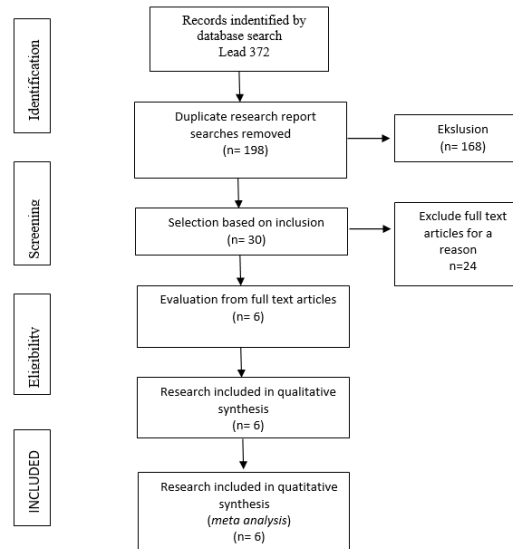 Identification
Records indentified by
database search
Lead 372
Duplicate research report
searches removed
(n= 198)
Ekslusion
(n= 168)
Screening
Selection based on inclusion
(n= 30)
Exclude full text
articles for a
reason
n=24
Eligibility
Evaluation from full text articles
(n= 6)
Research included in qualitative
synthesis
(n= 6)
INCLUDED
Research included in quatitative
synthesis
(meta analysis)
(n= 6)